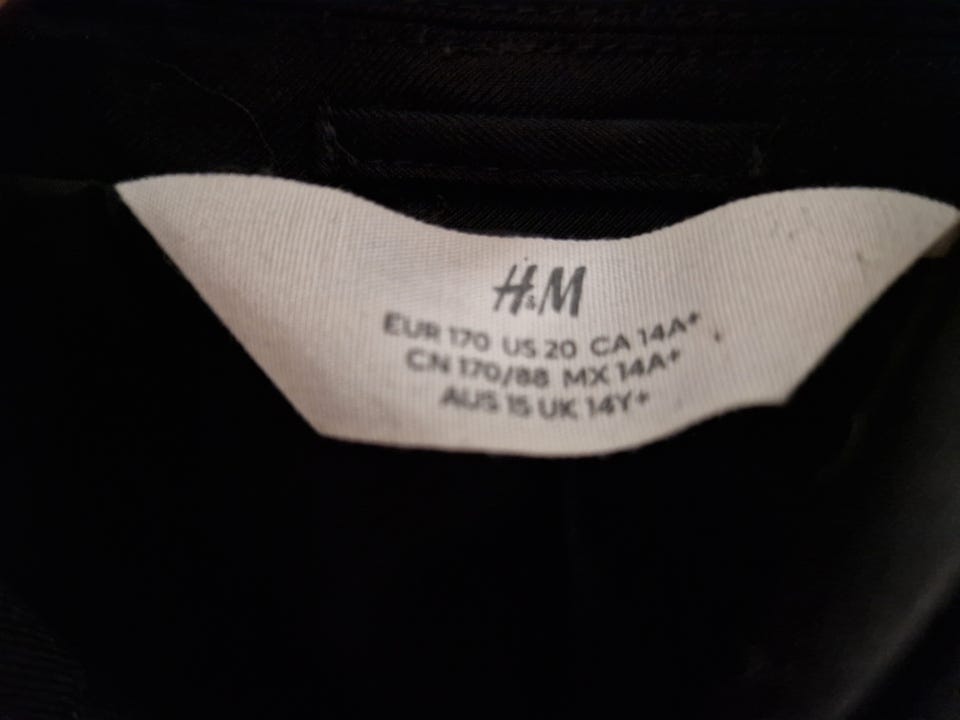 H&M
EUR 170 US 20 CA 14A+
CN 170/88 MX 14A+
AUS 15 UK 14Y+